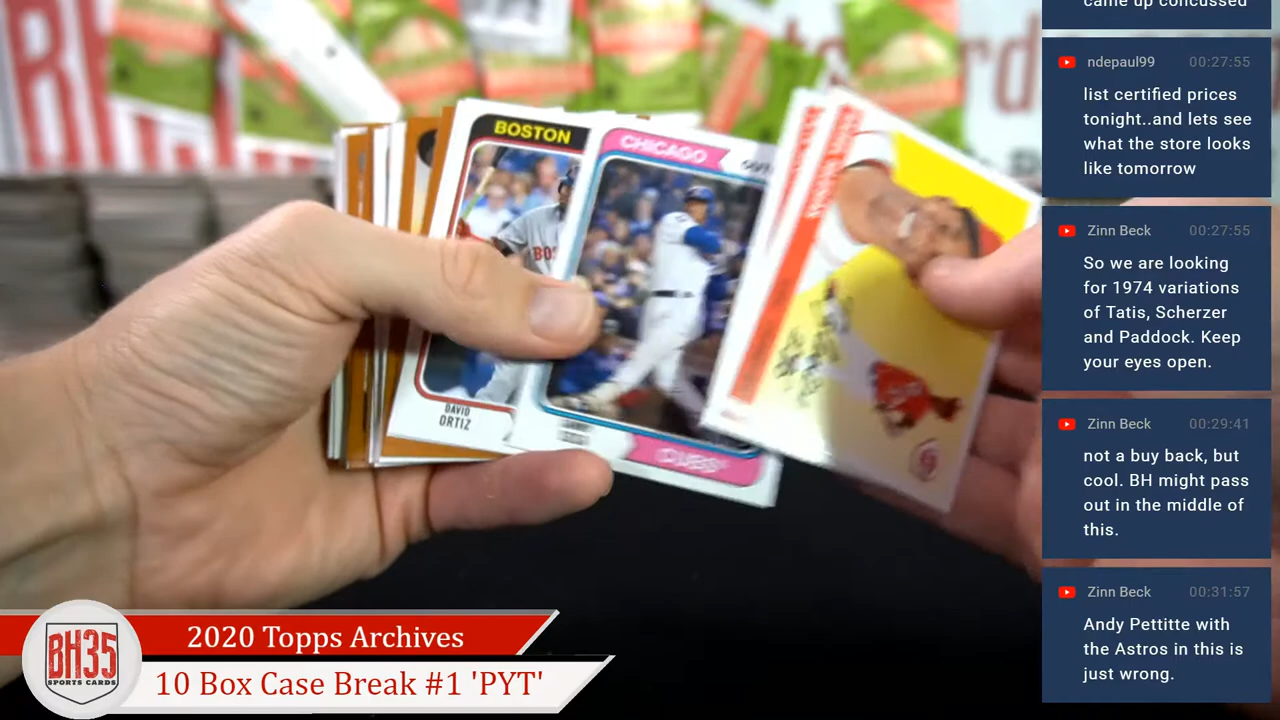 BOSTON
CHICAGO
OUT
BO
DAVID
ORTIZ
CUBS
BH35
SPORTS CARDS
2020 Topps Archives
10 Box Case Break #1 'PYT'
came up concussed
ndepaul99 00:27:55
list certified prices
tonight..and lets see
what the store looks
like tomorrow
Zinn Beck 00:27:55
So we are looking
for 1974 variations
of Tatis, Scherzer
and Paddock. Keep
your eyes open.
Zinn Beck 00:29:41
not a buy back, but
cool. BH might pass
out in the middle of
this.
Zinn Beck 00:31:57
Andy Pettitte with
the Astros in this is
just wrong.